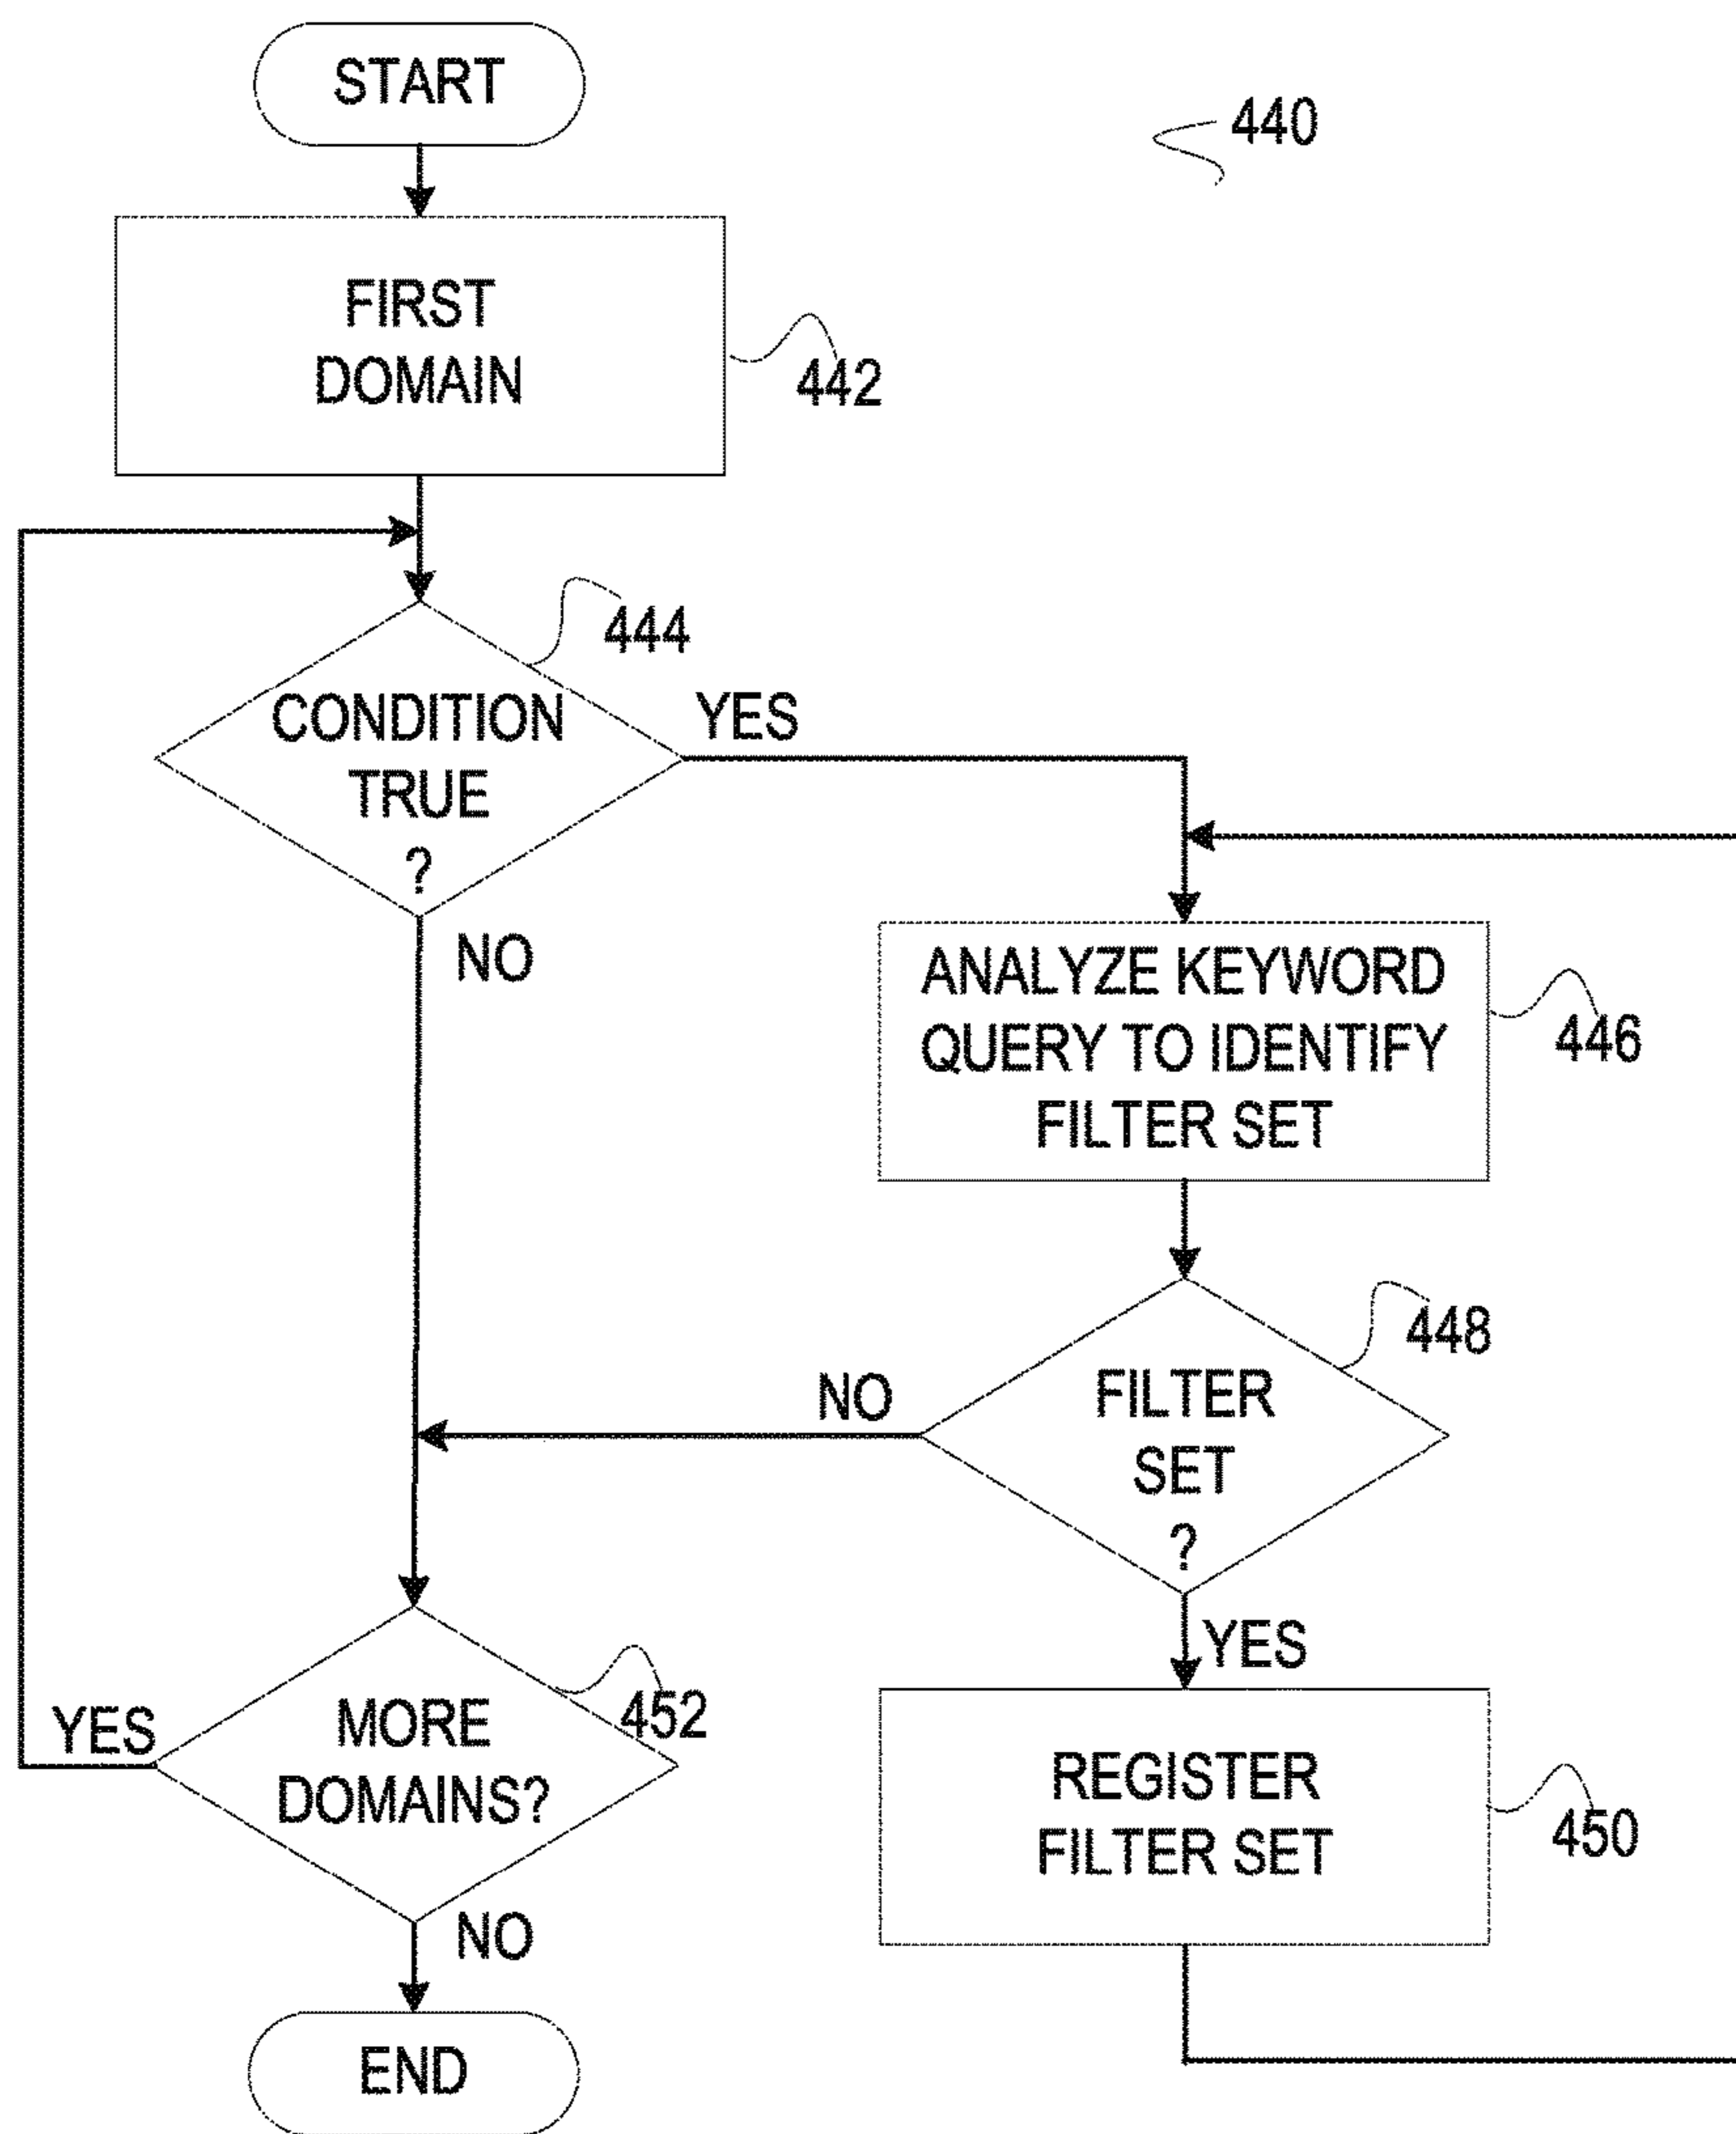 START
440
FIRST
DOMAIN
442
444
CONDITION
TRUE
?
YES
NO
ANALYZE KEYWORD
QUERY TO IDENTIFY
FILTER SET
446
448
FILTER
SET
?
NO
YES
452
MORE
DOMAINS?
YES
NO
REGISTER
FILTER SET
450
END